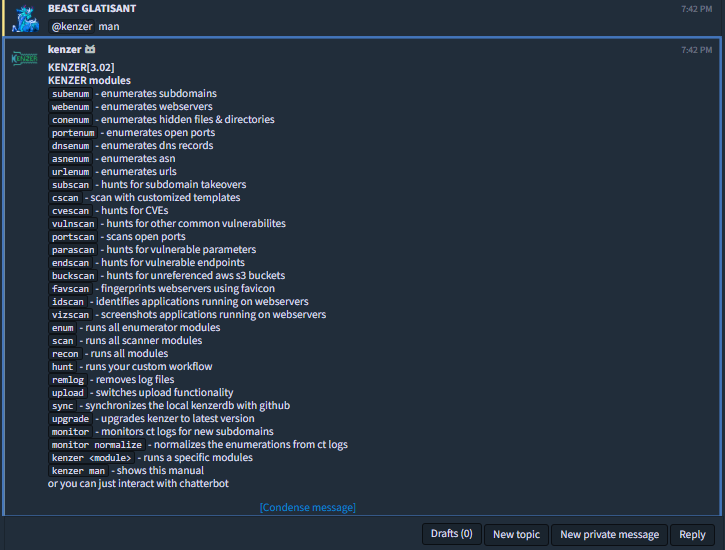 BEAST GLATISANT 7:42 PM
@kenzer man
kenzer 7:42 PM
KENZER
KENZER[3.02]
KENZER modules
subenum - enumerates subdomains
webenum - enumerates webservers
conenum - enumerates hidden files & directories
portenum - enumerates open ports
dnsenum - enumerates dns records
asnenum - enumerates asn
urlenum - enumerates urls
subscan - hunts for subdomain takeovers
cscan - scan with customized templates
cvescan - hunts for CVEs
vulnscan - hunts for other common vulnerabilites
portscan - scans open ports
parascan - hunts for vulnerable parameters
endscan - hunts for vulnerable endpoints
buckscan - hunts for unreferenced aws s3 buckets
favscan - fingerprints webservers using favicon
idscan - identifies applications running on webservers
vizscan - screenshots applications running on webservers
enum - runs all enumerator modules
scan - runs all scanner modules
recon - runs all modules
hunt - runs your custom workflow
remlog - removes log files
upload - switches upload functionality
sync - synchronizes the local kenzerdb with github
upgrade - upgrades kenzer to latest version
monitor - monitors ct logs for new subdomains
monitor normalize - normalizes the enumerations from ct logs
kenzer <module> - runs a specific modules
kenzer man - shows this manual
or you can just interact with chatterbot
[Condense message]
Drafts (0) New topic New private message Reply